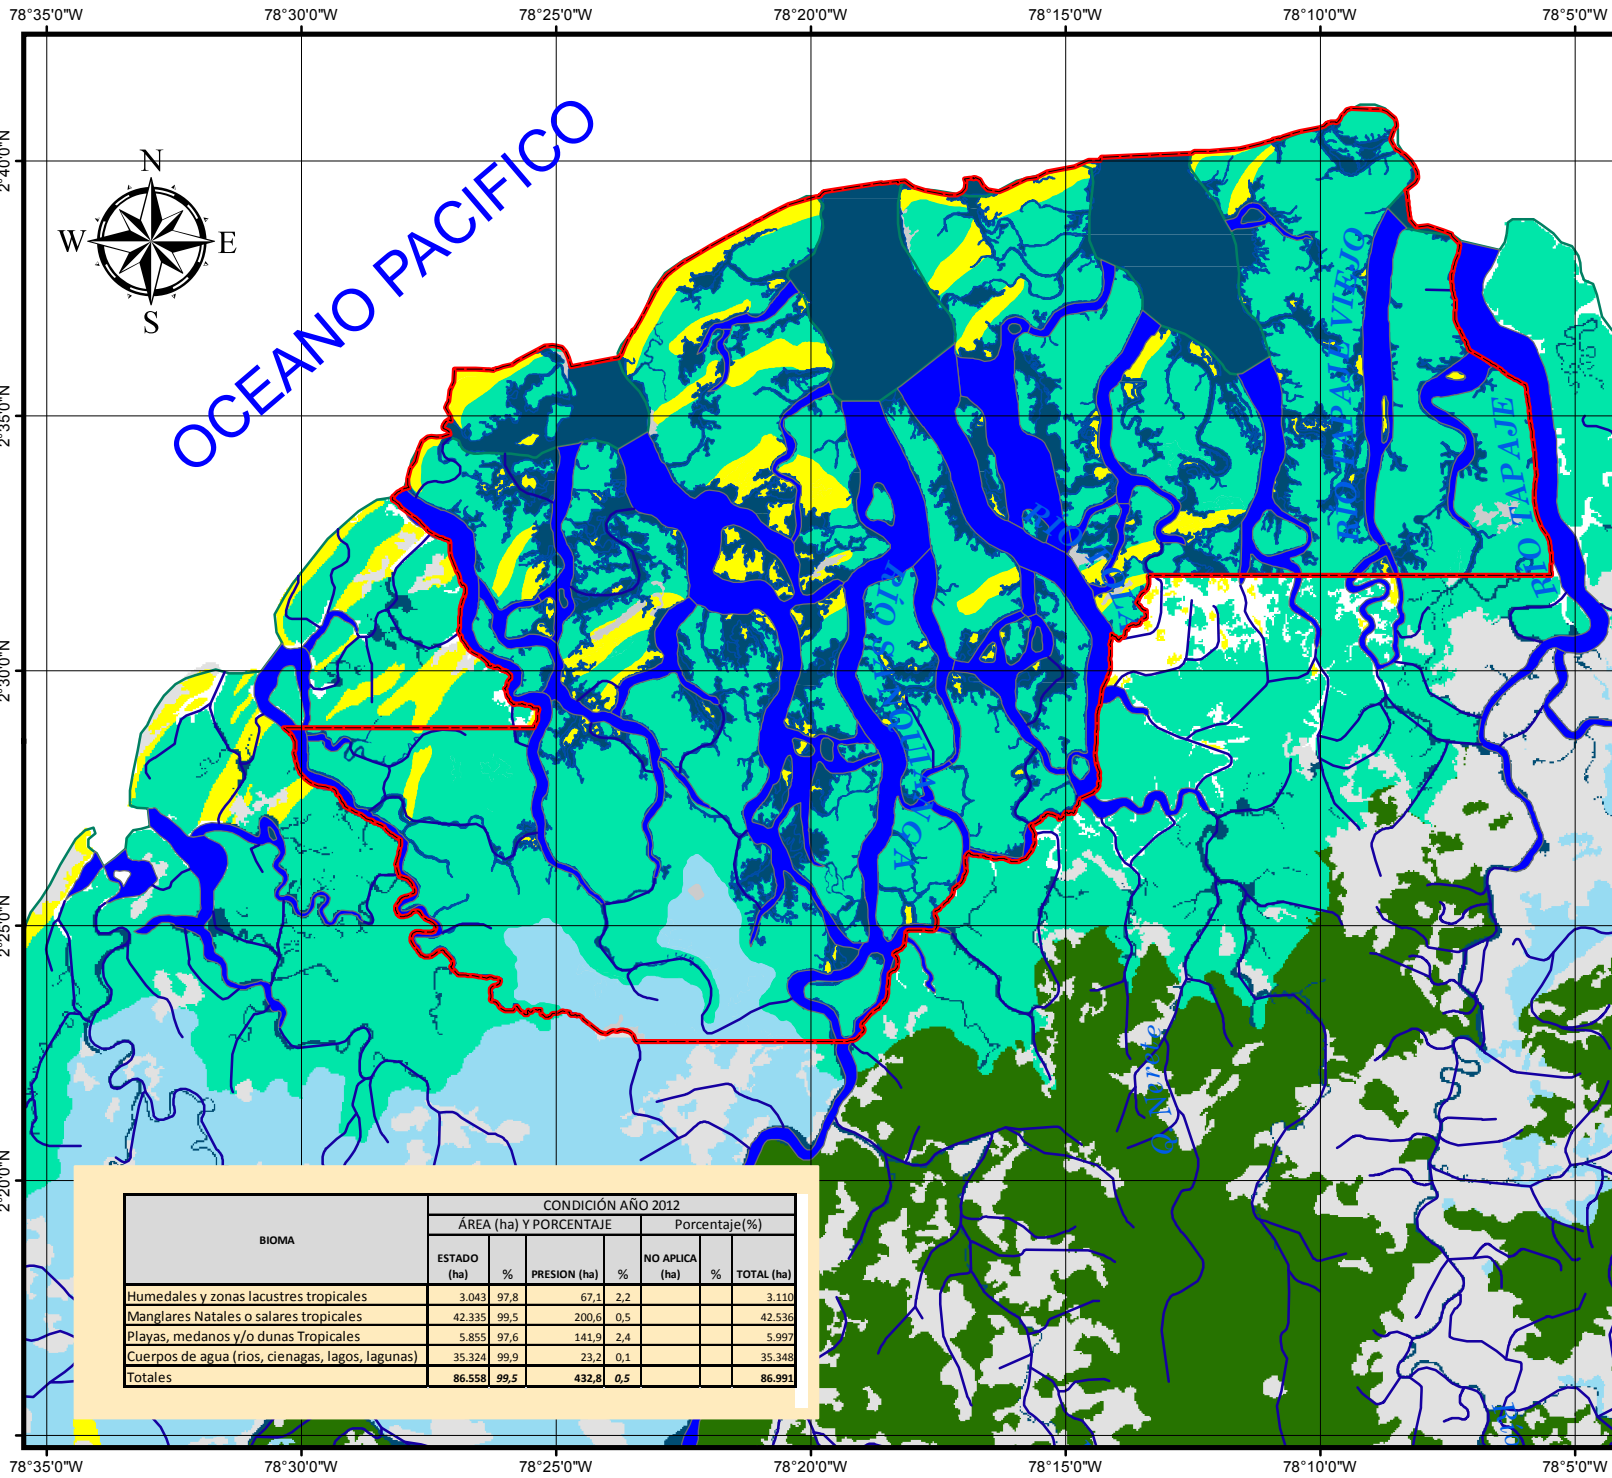 78°35'0"W 78°30'0"W 78°25'0"W 78°20'0"W 78°15'0"W 78°10'0"W 78°5'0"W
2°40'0"N
2°35'0"N
2°30'0"N
2°25'0"N
2°20'0"N
N
W E
S
OCEANO PACIFICO
RIO TAPAJE VIEJO
RIO TAPAJE
RIO SANQUIANGA
Q Nerete
BIOMA
CONDICIÓN AÑO 2012
ÁREA (ha) Y PORCENTAJE Porcentaje(%)
ESTADO (ha) % PRESION (ha) % NO APLICA (ha) % TOTAL (ha)
Humedales y zonas lacustres tropicales 3.043 97,8 67,1 2,2 3.110
Manglares Natales o salares tropicales 42.335 99,5 200,6 0,5 42.536
Playas, medanos y/o dunas Tropicales 5.855 97,6 141,9 2,4 5.997
Cuerpos de agua (rios, cienagas, lagos, lagunas) 35.324 99,9 23,2 0,1 35.348
Totales 86.558 99,5 432,8 0,5 86.991
78°35'0"W 78°30'0"W 78°25'0"W 78°20'0"W 78°15'0"W 78°10'0"W 78°5'0"W